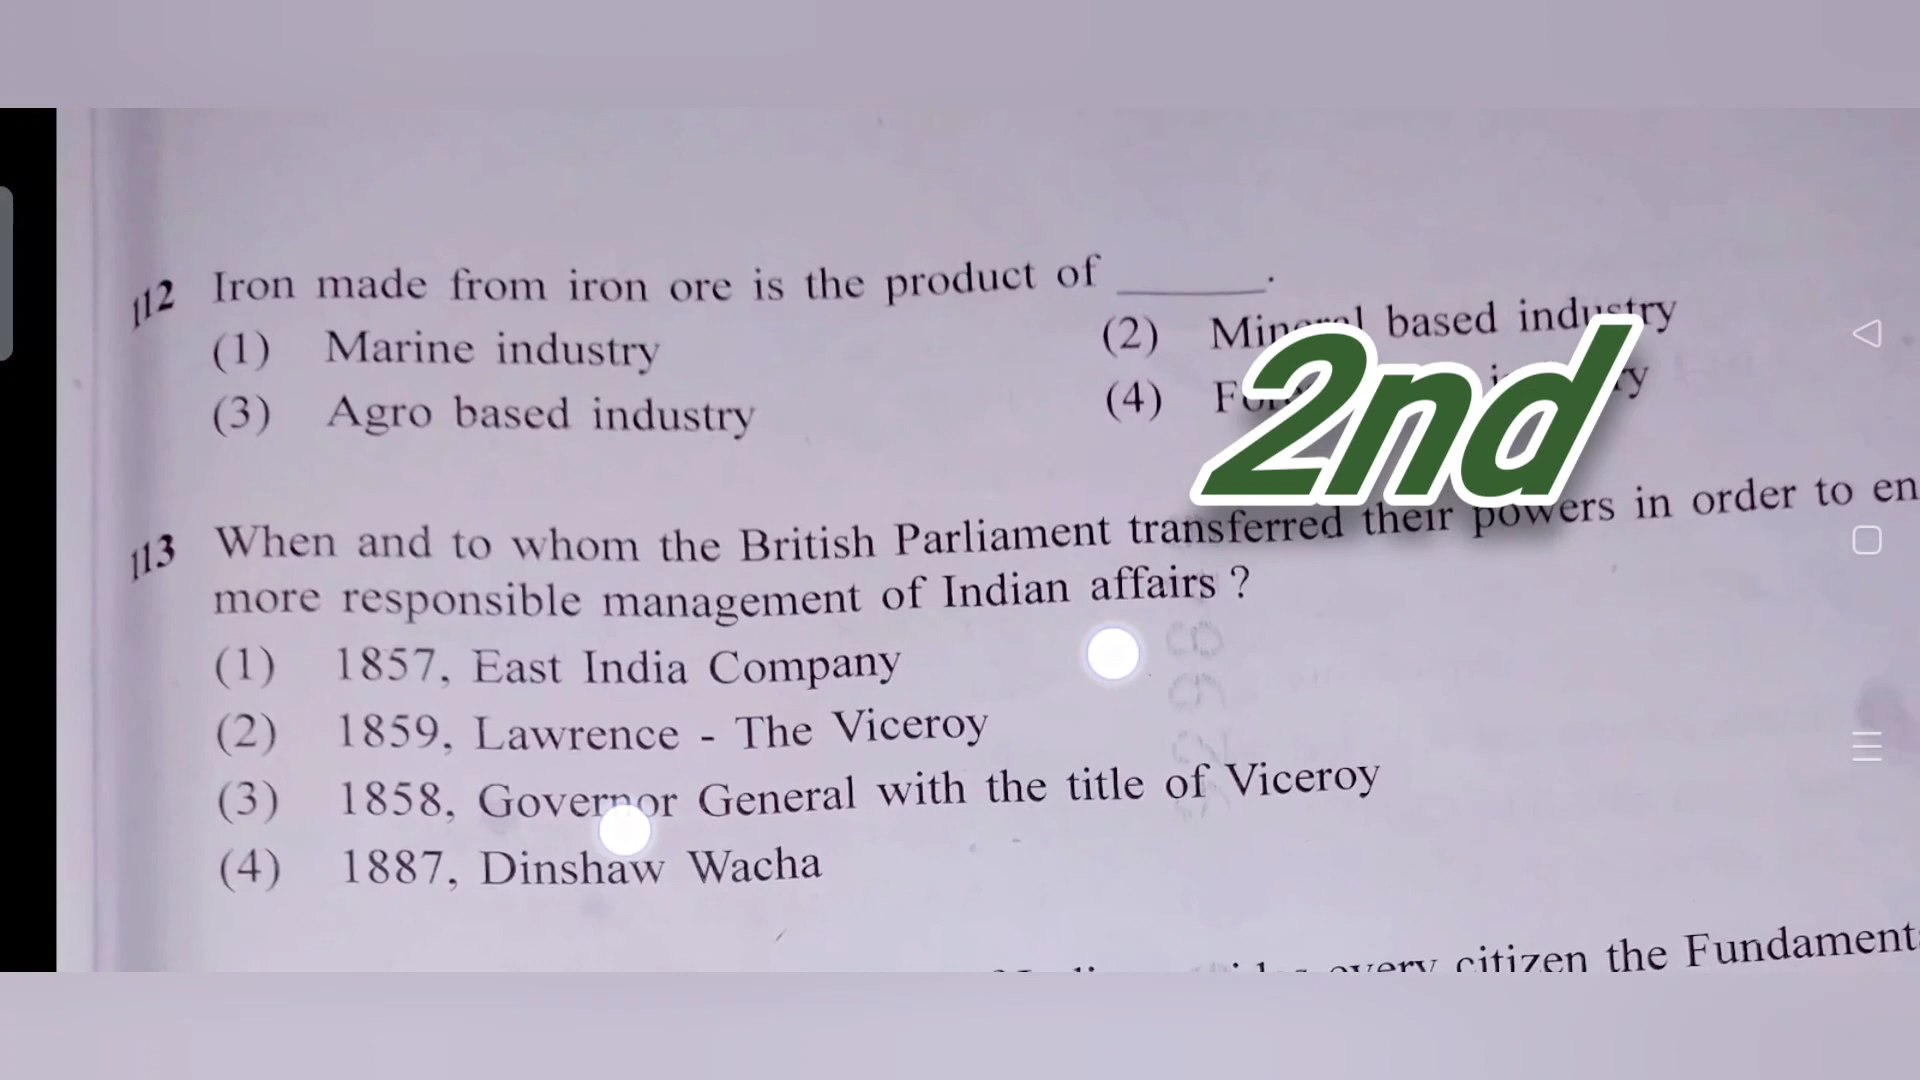 112 Iron made from iron ore is the product of ______.
(1) Marine industry (2) Mineral based industry
(3) Agro based industry (4)
2nd
113 When and to whom the British Parliament transferred their powers in order to en
more responsible management of Indian affairs ?
(1) 1857, East India Company
(2) 1859, Lawrence - The Viceroy
(3) 1858, Governor General with the title of Viceroy
(4) 1887, Dinshaw Wacha
every citizen the Fundament